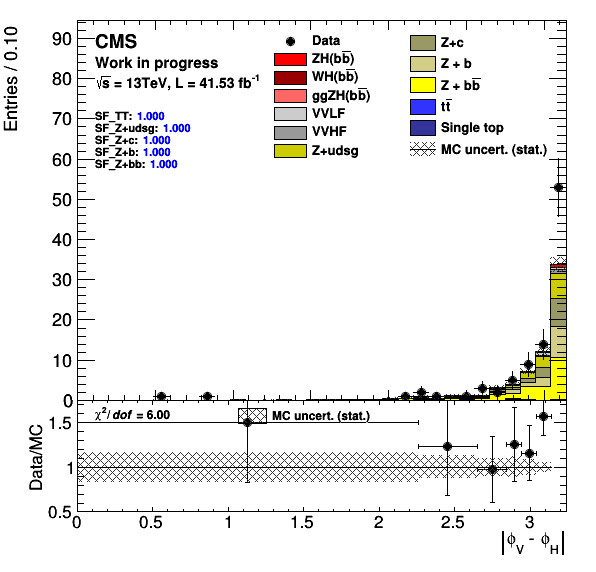 Entries / 0.10
90
80
70
60
50
40
30
20
10
0
CMS
Work in progress
√s = 13TeV, L = 41.53 fb⁻¹
SF_TT: 1.000
SF_Z+udsg: 1.000
SF_Z+c: 1.000
SF_Z+b: 1.000
SF_Z+bb: 1.000
Data
ZH(bb̅)
WH(bb̅)
ggZH(bb̅)
VVLF
VVHF
Z+udsg
Z+c
Z + b
Z + bb̅
tt̅
Single top
MC uncert. (stat.)
Data/MC
1.5
1
0.5
χ²/dof = 6.00
MC uncert. (stat.)
0 0.5 1 1.5 2 2.5 3
|ϕ_V - ϕ_H|